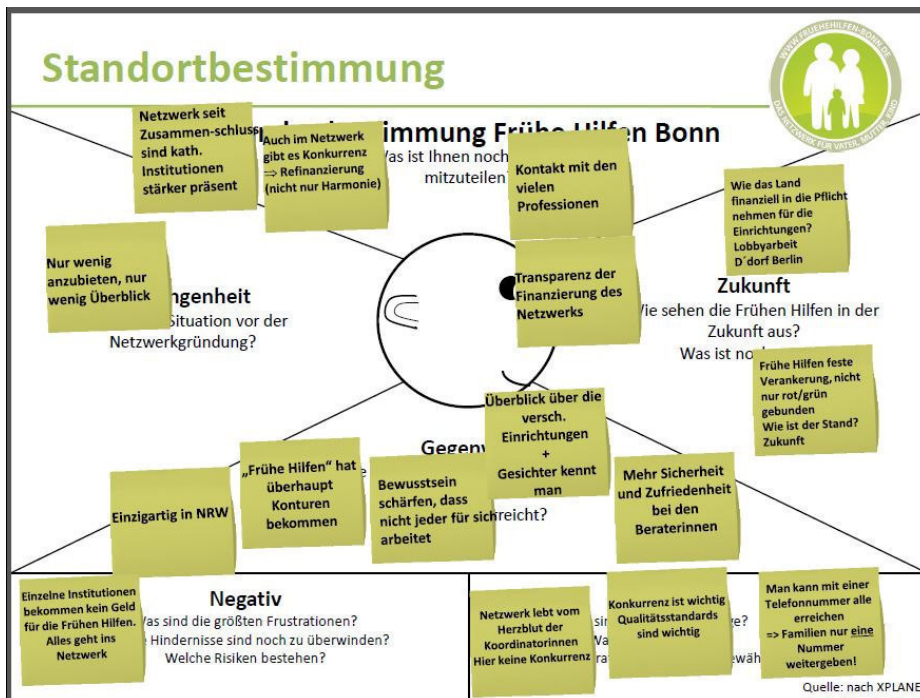 Standortbestimmung
WWW.FRUEHEHILFEN-BONN.DE
DAS NETZWERK FÜR VATER, MUTTER, KIND
Frühe Hilfen Bonn
Was ist Ihnen noch
mitzuteilen
Netzwerk seit
Zusammen-schluss
sind kath.
Institutionen
stärker präsent
Auch im Netzwerk
gibt es Konkurrenz
⇒ Refinanzierung
(nicht nur Harmonie)
Kontakt mit den
vielen
Professionen
Wie das Land
finanziell in die Pflicht
nehmen für die
Einrichtungen?
Lobbyarbeit
D´dorf Berlin
Nur wenig
anzubieten, nur
wenig Überblick
Situation vor der
Netzwerkgründung?
Transparenz der
Finanzierung des
Netzwerks
Zukunft
Wie sehen die Frühen Hilfen in der
Zukunft aus?
Was ist
Frühe Hilfen feste
Verankerung, nicht
nur rot/grün
gebunden
Wie ist der Stand?
Zukunft
Einzigartig in NRW
„Frühe Hilfen“ hat
überhaupt
Konturen
bekommen
Bewusstsein
schärfen, dass
nicht jeder für sich
arbeitet
Überblick über die
versch.
Einrichtungen
+
Gesichter kennt
man
Mehr Sicherheit
und Zufriedenheit
bei den
Beraterinnen
Einzelne Institutionen
bekommen kein Geld
für die Frühen Hilfen.
Alles geht ins
Netzwerk
Negativ
Was sind die größten Frustrationen?
Hindernisse sind noch zu überwinden?
Welche Risiken bestehen?
Netzwerk lebt vom
Herzblut der
Koordinatorinnen
Hier keine Konkurrenz
Konkurrenz ist wichtig
Qualitätsstandards
sind wichtig
Man kann mit einer
Telefonnummer alle
erreichen
=> Familien nur eine
Nummer
weitergeben!
Quelle: nach XPLANE